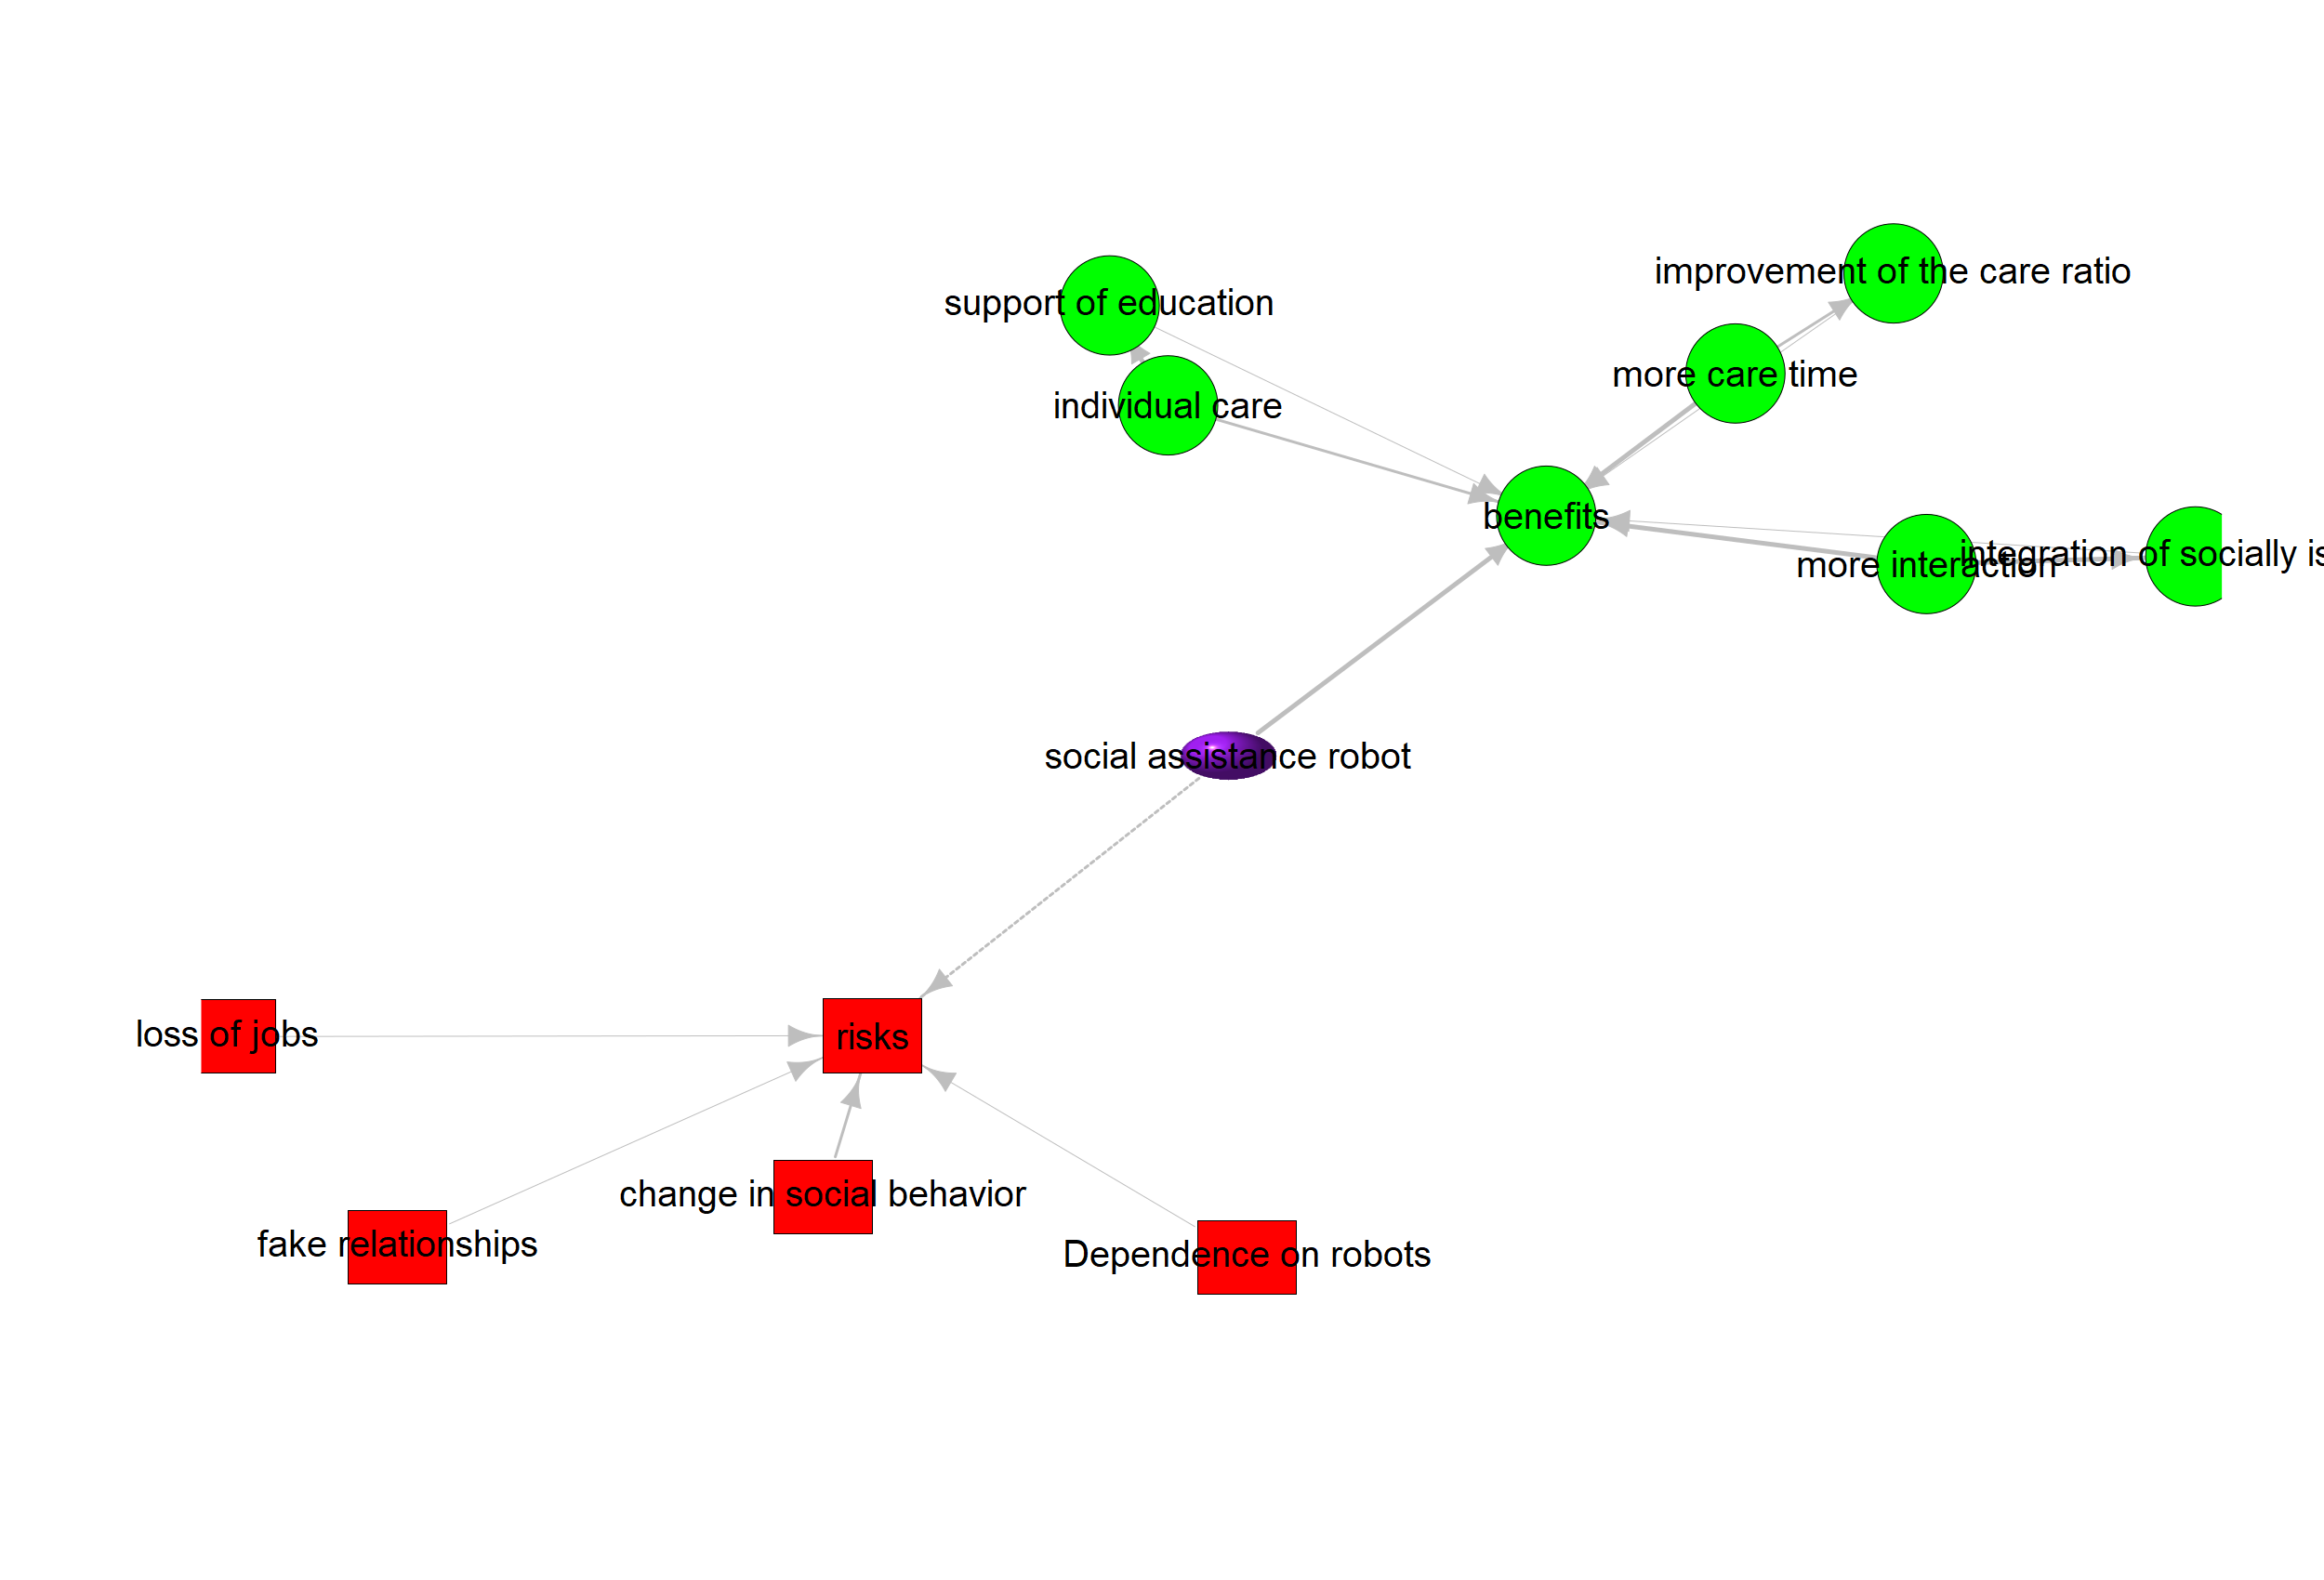 improvement of the care ratio
support of education
more care time
individual care
benefits
integration of socially
more interaction
social assistance robot
loss of jobs
risks
change in social behavior
fake relationships
Dependence on robots